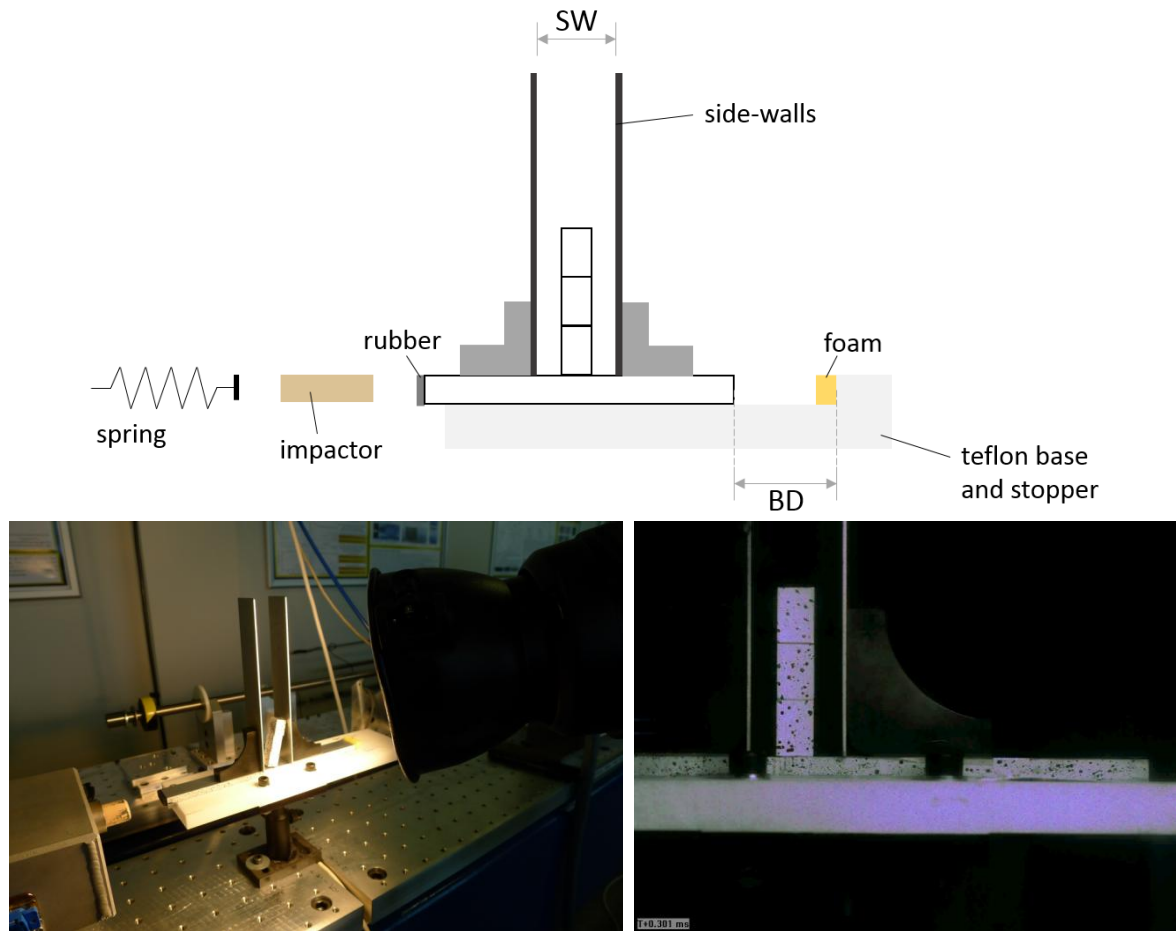 SW
side-walls
rubber
foam
spring
impactor
teflon base
and stopper
BD
T+0.301 ms